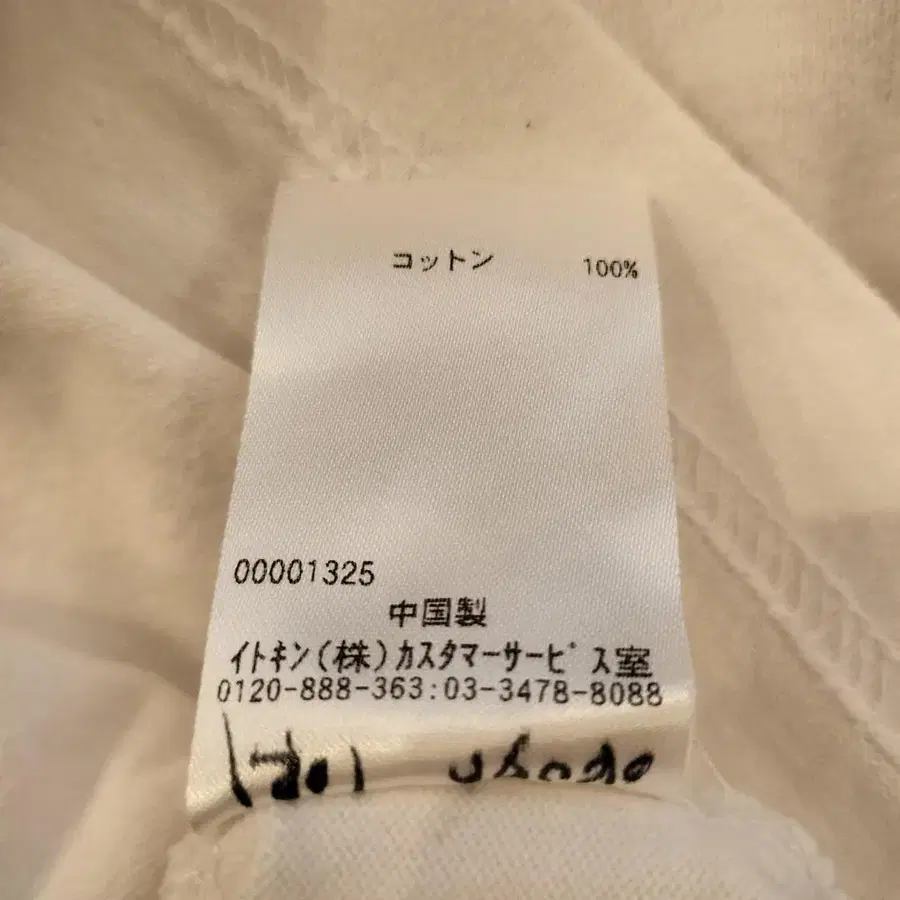 コットン 100%
00001325
中国製
イトキン(株)カスタマーサービス室
0120-888-363:03-3478-8088